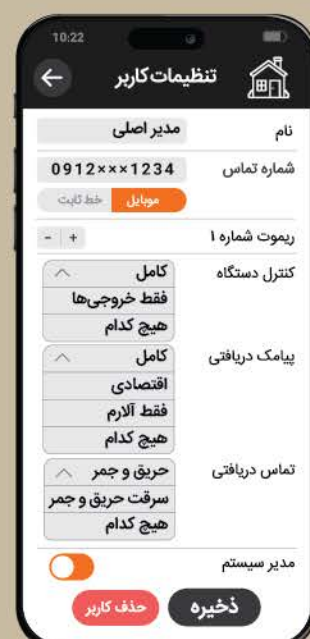 10:22
تنظیمات کاربر
نام مدیر اصلی
شماره تماس 0912×××1234
موبایل خط ثابت
ریموت شماره ۱ + -
کنترل دستگاه کامل
فقط خروجی‌ها
هیچ کدام
پیامک دریافتی کامل
اقتصادی
فقط آلارم
هیچ کدام
تماس دریافتی حریق و جمر
سرقت حریق و جمر
هیچ کدام
مدیر سیستم
ذخیره حذف کاربر